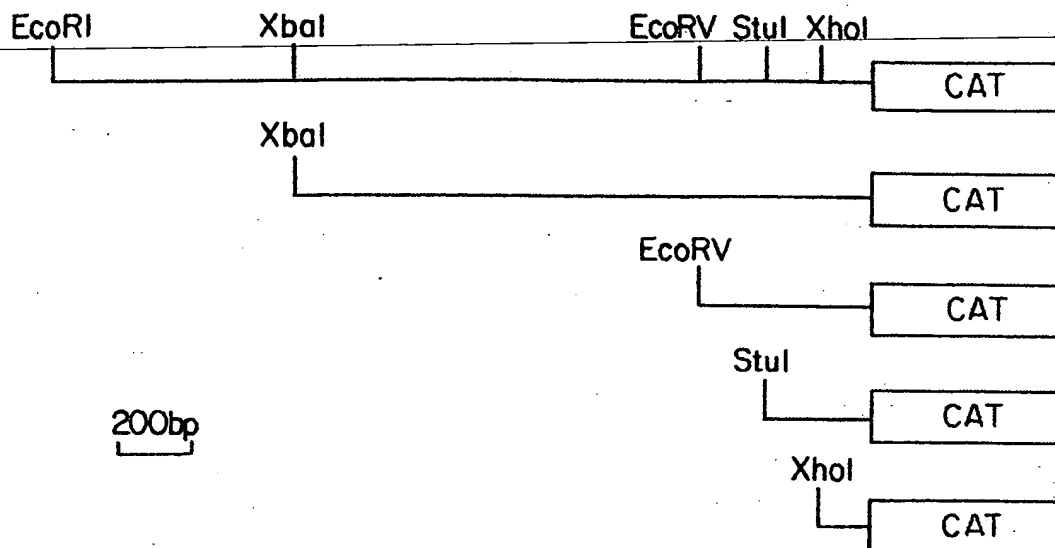 EcoRI XbaI EcoRV StuI XhoI
CAT
XbaI
CAT
EcoRV
CAT
StuI
200bp
CAT
XhoI
CAT